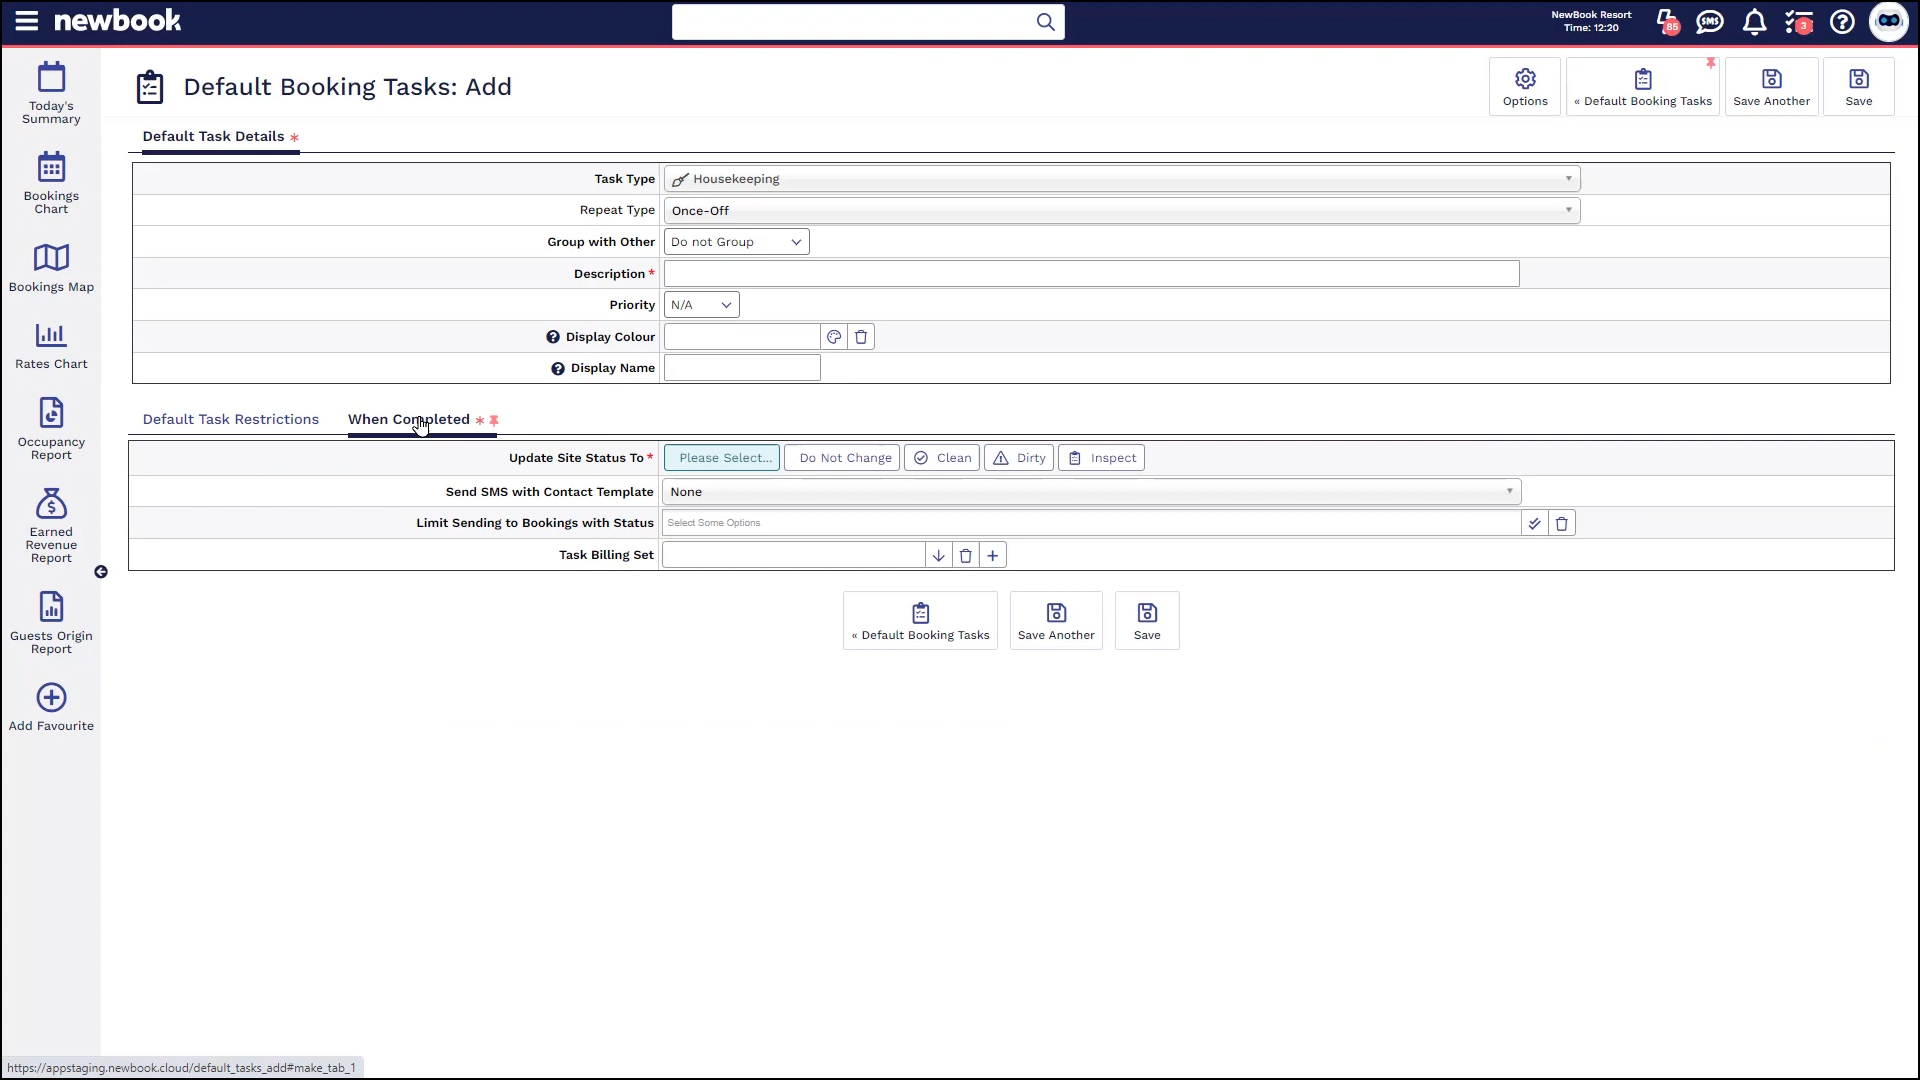 newbook
NewBook Resort
Time: 12:20
85
SMS
3
Today's
Summary
Bookings
Chart
Bookings Map
Rates Chart
Occupancy
Report
Earned
Revenue
Report
Guests Origin
Report
Add Favourite
Default Booking Tasks: Add
Options
« Default Booking Tasks
Save Another
Save
Default Task Details *
Task Type
Housekeeping
Repeat Type
Once-Off
Group with Other
Do not Group
Description *
Priority
N/A
Display Colour
Display Name
Default Task Restrictions
When Completed *
Update Site Status To *
Please Select...
Do Not Change
Clean
Dirty
Inspect
Send SMS with Contact Template
None
Limit Sending to Bookings with Status
Select Some Options
Task Billing Set
« Default Booking Tasks
Save Another
Save
https://appstaging.newbook.cloud/default_tasks_add#make_tab_1